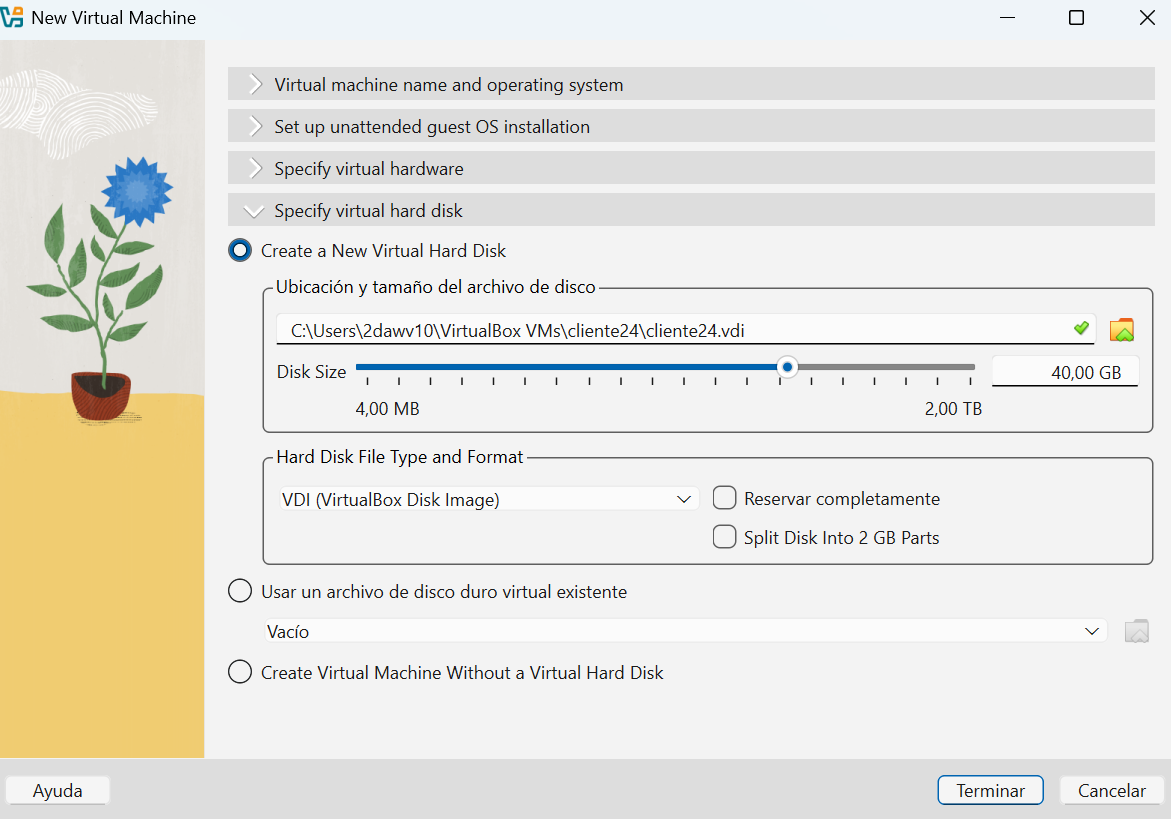 New Virtual Machine
Virtual machine name and operating system
Set up unattended guest OS installation
Specify virtual hardware
Specify virtual hard disk
Create a New Virtual Hard Disk
Ubicación y tamaño del archivo de disco
C:\Users\2dawv10\VirtualBox VMs\cliente24\cliente24.vdi
Disk Size 40,00 GB
4,00 MB 2,00 TB
Hard Disk File Type and Format
VDI (VirtualBox Disk Image) Reservar completamente
Split Disk Into 2 GB Parts
Usar un archivo de disco duro virtual existente
Vacío
Create Virtual Machine Without a Virtual Hard Disk
Ayuda Terminar Cancelar